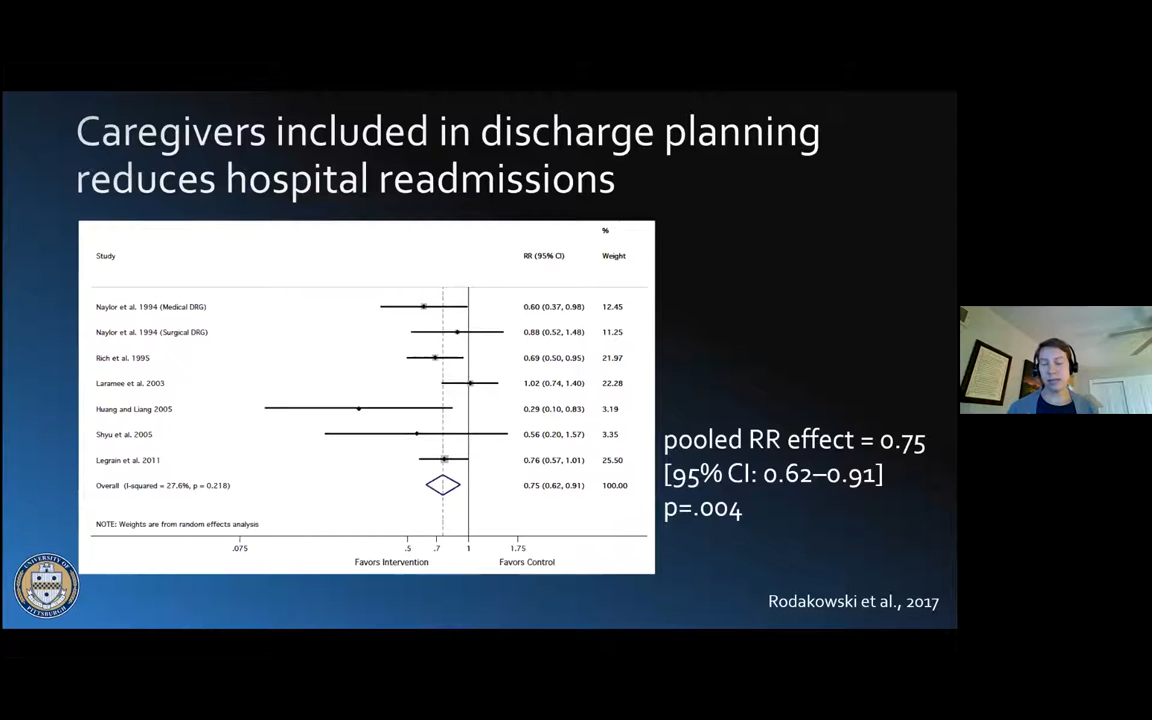 Caregivers included in discharge planning
reduces hospital readmissions
%
Study RR (95% CI) Weight
Naylor et al. 1994 (Medical DRG) 0.60 (0.37, 0.98) 12.45
Naylor et al. 1994 (Surgical DRG) 0.88 (0.52, 1.48) 11.25
Rich et al. 1995 0.69 (0.50, 0.95) 21.97
Laramee et al. 2003 1.02 (0.74, 1.40) 22.28
Huang and Liang 2005 0.29 (0.10, 0.83) 3.19
Shyu et al. 2005 0.56 (0.20, 1.57) 3.35
Legrain et al. 2011 0.76 (0.57, 1.01) 25.50
Overall (I-squared = 27.6%, p = 0.218) 0.75 (0.62, 0.91) 100.00
NOTE: Weights are from random effects analysis
.075 .5 .7 1 1.75
Favors Intervention Favors Control
pooled RR effect = 0.75
[95% CI: 0.62–0.91]
p=.004
UNIVERSITY OF
PITTSBURGH
Rodakowski et al., 2017